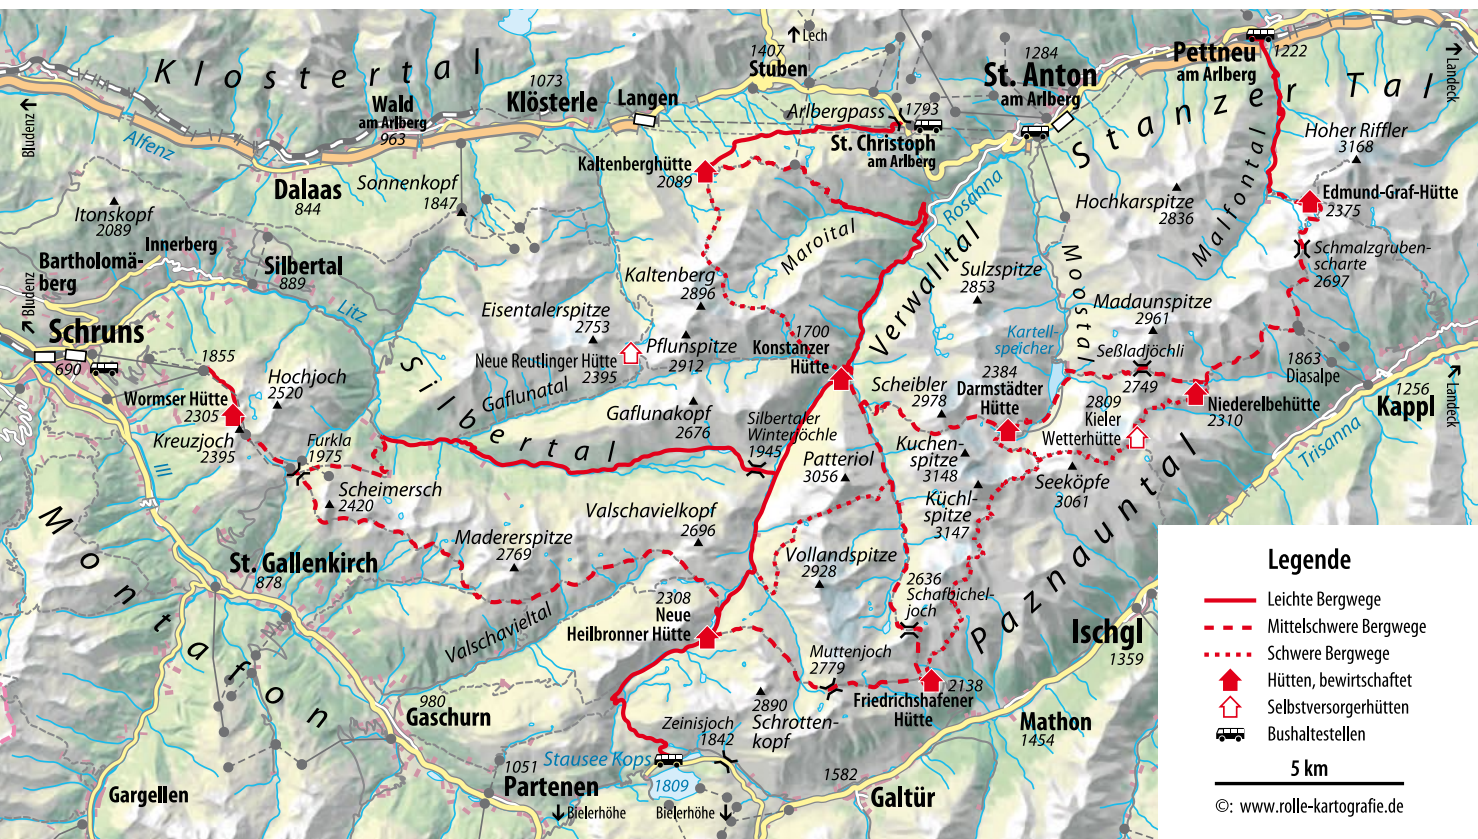 Klostertal
1073
Klösterle
Langen
↑ Lech
1407
Stuben
Arlbergpass
1793
St. Christoph
am Arlberg
1284
St. Anton
am Arlberg
Pettneu
am Arlberg
1222
Stanzer Tal
→ Landeck
Bludenz ←
Alfenz
Wald
am Arlberg
963
Dalaas
844
Sonnenkopf
1847
Itonskopf
2089
Innerberg
Bartholomä-
berg
Silbertal
889
Litz
Bludenz
Kaltenberghütte
2089
Rosanna
Hoher Riffler
3168
Edmund-Graf-Hütte
2375
Hochkarspitze
2836
Malfontal
Schmalzgruben-
scharte
2697
Maroital
Verwalltal
Moostal
Sulzspitze
2853
Madaunspitze
2961
Kaltenberg
2896
Eisentalerspitze
2753
Neue Reutlinger Hütte
2395
Pflunspitze
2912
Gaflunatal
1700
Konstanzer
Hütte
Kartell-
speicher
Seßladjöchli
2749
1863
Diasalpe
Schruns
690
1855
Wormser Hütte
2305
Hochjoch
2520
Kreuzjoch
2395
Furkla
1975
Silbertal
Gaflunakopf
2676
Silbertaler
Winterjöchle
1945
Scheibler
2978
2384
Darmstädter
Hütte
2809
Kieler
Wetterhütte
Niederelbehütte
2310
1256
Kappl
Landeck
Trisanna
Ill
Scheimersch
2420
Patteriol
3056
Kuchen-
spitze
3148
Küchl-
spitze
3147
Seeköpfe
3061
Montafon
St. Gallenkirch
878
Madererspitze
2769
Valschavielkopf
2696
Vollandspitze
2928
2636
Schafbichel-
joch
Paznauntal
Valschavieltal
2308
Neue
Heilbronner Hütte
Muttenjoch
2779
Friedrichshafener
Hütte
2138
Ischgl
1359
980
Gaschurn
Zeinisjoch
1842
2890
Schrotten-
kopf
Mathon
1454
Stausee Kops
1809
1051
Partenen
1582
Galtür
Gargellen
↓ Bielerhöhe
Bielerhöhe ↓
Legende
Leichte Bergwege
Mittelschwere Bergwege
Schwere Bergwege
Hütten, bewirtschaftet
Selbstversorgerhütten
Bushaltestellen
5 km
©: www.rolle-kartografie.de